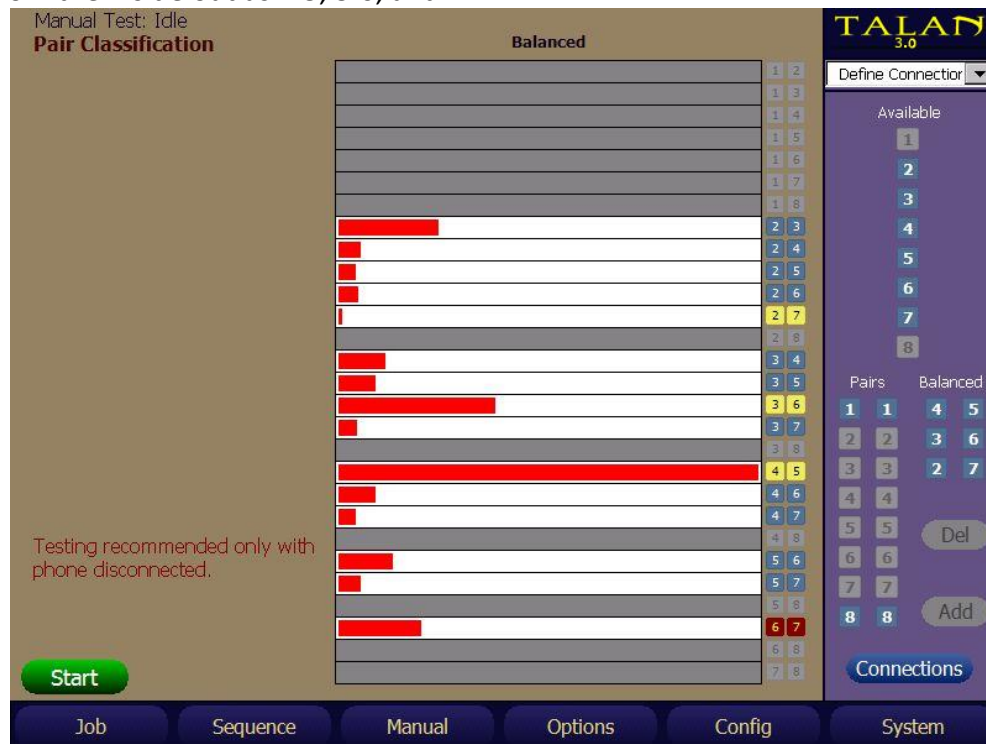 Manual Test: Idle
Pair Classification
Balanced
1 2
1 3
1 4
1 5
1 6
1 7
1 8
2 3
2 4
2 5
2 6
2 7
2 8
3 4
3 5
3 6
3 7
3 8
4 5
4 6
4 7
4 8
5 6
5 7
5 8
6 7
6 8
7 8
Testing recommended only with
phone disconnected.
Start
TALAN
3.0
Define Connection
Available
1
2
3
4
5
6
7
8
Pairs Balanced
1 1 4 5
2 2 3 6
3 3 2 7
4 4
5 5
6 6
7 7
8 8
Del
Add
Connections
Job Sequence Manual Options Config System